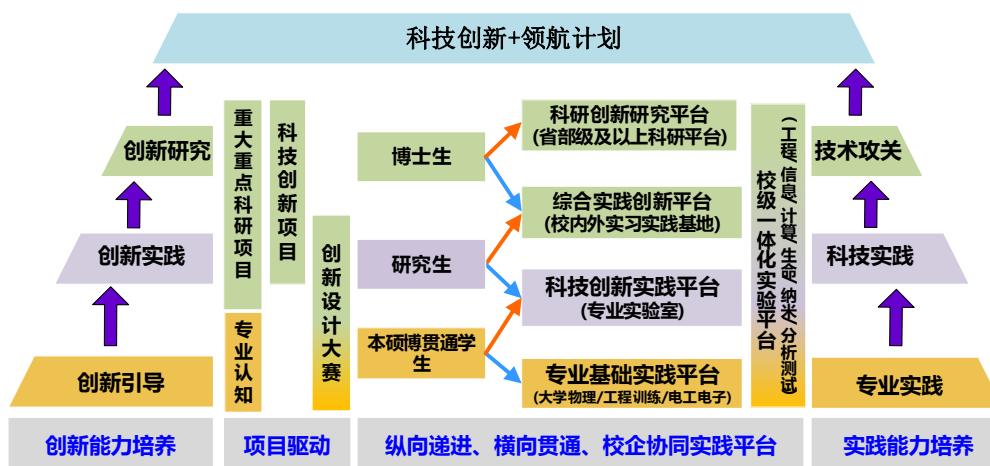 科技创新+领航计划
创新研究
创新实践
创新引导
重大重点科研项目
专业认知
科技创新项目
创新设计大赛
博士生
研究生
本硕博贯通学
生
科研创新研究平台
(省部级及以上科研平台)
综合实践创新平台
(校内外实习实践基地)
科技创新实践平台
(专业实验室)
专业基础实践平台
(大学物理/工程训练/电工电子)
校级一体化实验平台
(工程/信息/计算/生命/纳米/分析测试)
技术攻关
科技实践
专业实践
创新能力培养
项目驱动
纵向递进、横向贯通、校企协同实践平台
实践能力培养